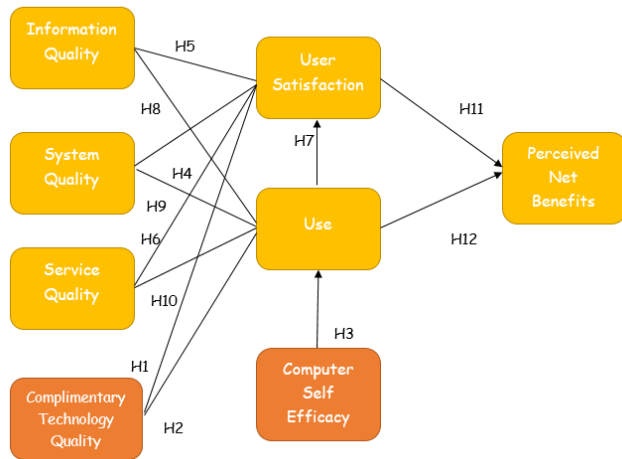 Information
Quality
H5
User
Satisfaction
H8
H11
H7
System
Quality
H4
Perceived
Net
Benefits
H9
Use
H6
H12
Service
Quality
H10
H3
H1
Computer
Self
Efficacy
Complimentary
Technology
Quality
H2